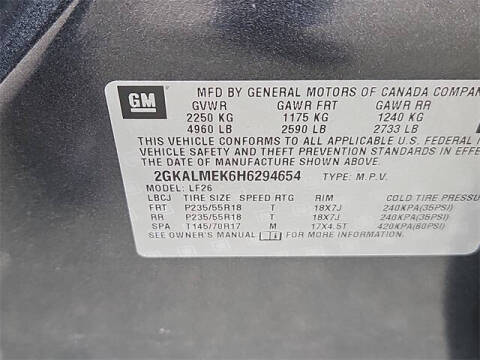 GM
MFD BY GENERAL MOTORS OF CANADA COMPAN
GVWR GAWR FRT GAWR RR
2250 KG 1175 KG 1240 KG
4960 LB 2590 LB 2733 LB
THIS VEHICLE CONFORMS TO ALL APPLICABLE U.S. FEDERAL
VEHICLE SAFETY AND THEFT PREVENTION STANDARDS IN EFFE
DATE OF MANUFACTURE SHOWN ABOVE.
2GKALMEK6H6294654 TYPE: M.P.V.
MODEL: LF26
LBCJ TIRE SIZE SPEED RTG RIM COLD TIRE PRESSU
FRT P235/55R18 T 18X7J 240KPA(35PSI)
RR P235/55R18 T 18X7J 240KPA(35PSI)
SPA T145/70R17 M 17X4.5T 420KPA(60PSI)
SEE OWNER'S MANUAL FOR MORE INFORMATION.